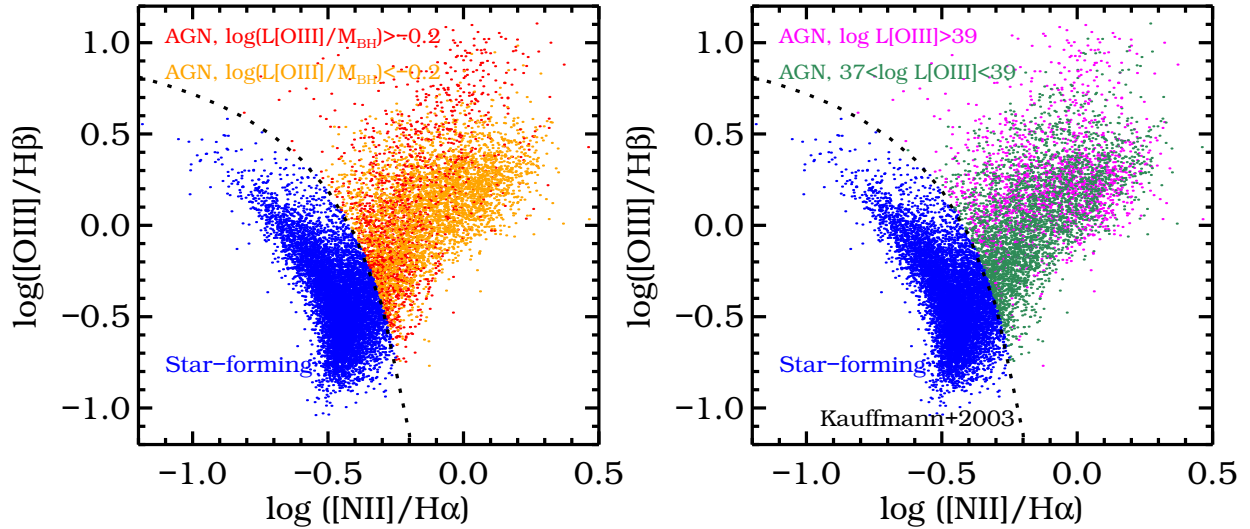 AGN, log(L[OIII]/M_BH)>−0.2
AGN, log(L[OIII]/M_BH)<−0.2
Star−forming
log([OIII]/Hβ)
1.0
0.5
0.0
−0.5
−1.0
−1.0 −0.5 0.0 0.5
log ([NII]/Hα)
AGN, log L[OIII]>39
AGN, 37<log L[OIII]<39
Star−forming
Kauffmann+2003
log([OIII]/Hβ)
1.0
0.5
0.0
−0.5
−1.0
−1.0 −0.5 0.0 0.5
log ([NII]/Hα)